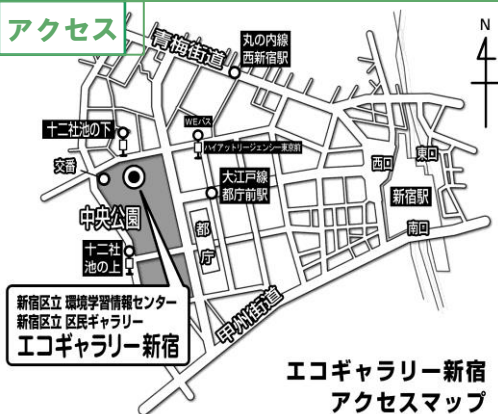 アクセス
N
青梅街道
丸の内線
西新宿駅
十二社池の下
WEバス
ハイアットリージェンシー東京前
交番
大江戸線
都庁前駅
西口
東口
新宿駅
南口
中央公園
都庁
十二社
池の上
甲州街道
新宿区立 環境学習情報センター
新宿区立 区民ギャラリー
エコギャラリー新宿
エコギャラリー新宿
アクセスマップ